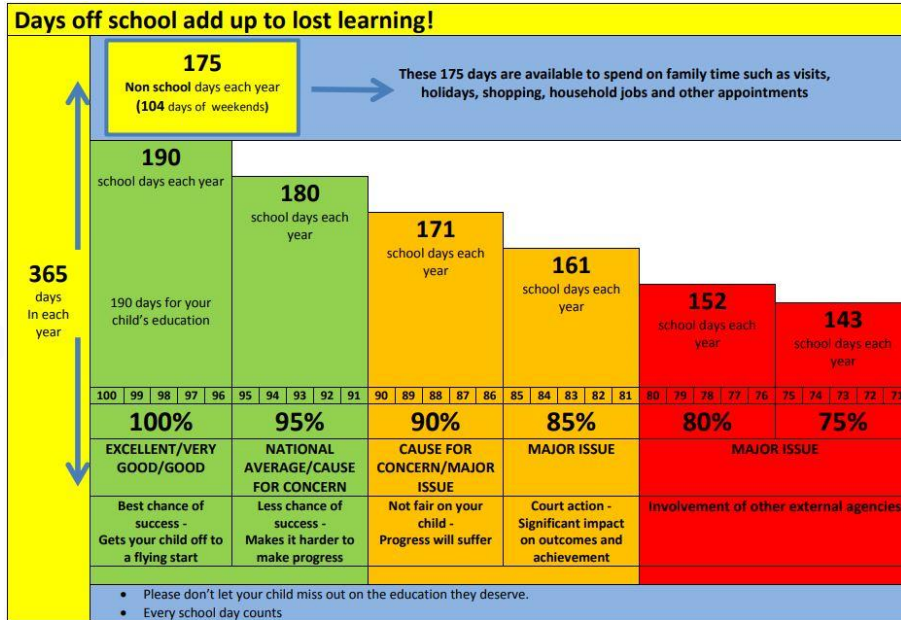 Days off school add up to lost learning!
175
Non school days each year
(104 days of weekends)
These 175 days are available to spend on family time such as visits,
holidays, shopping, household jobs and other appointments
365
days
In each
year
190
school days each year
190 days for your
child's education
180
school days each
year
171
school days each
year
161
school days each
year
152
school days each
year
143
school days each
year
100 99 98 97 96 95 94 93 92 91 90 89 88 87 86 85 84 83 82 81 80 79 78 77 76 75 74 73 72 71
100% 95% 90% 85% 80% 75%
EXCELLENT/VERY
GOOD/GOOD
NATIONAL
AVERAGE/CAUSE
FOR CONCERN
CAUSE FOR
CONCERN/MAJOR
ISSUE
MAJOR ISSUE
MAJOR ISSUE
Best chance of
success -
Gets your child off to
a flying start
Less chance of
success -
Makes it harder to
make progress
Not fair on your
child -
Progress will suffer
Court action -
Significant impact
on outcomes and
achievement
Involvement of other external agencies
• Please don't let your child miss out on the education they deserve.
• Every school day counts